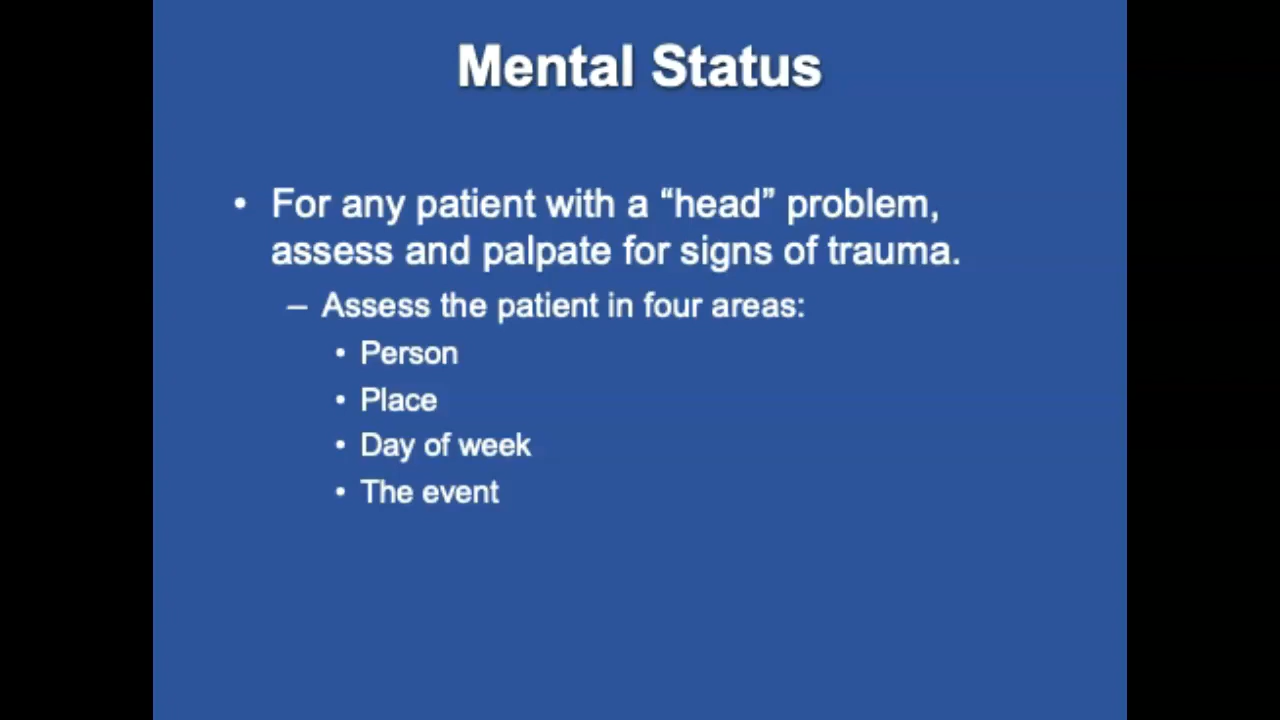 Mental Status
• For any patient with a “head” problem,
assess and palpate for signs of trauma.
– Assess the patient in four areas:
• Person
• Place
• Day of week
• The event